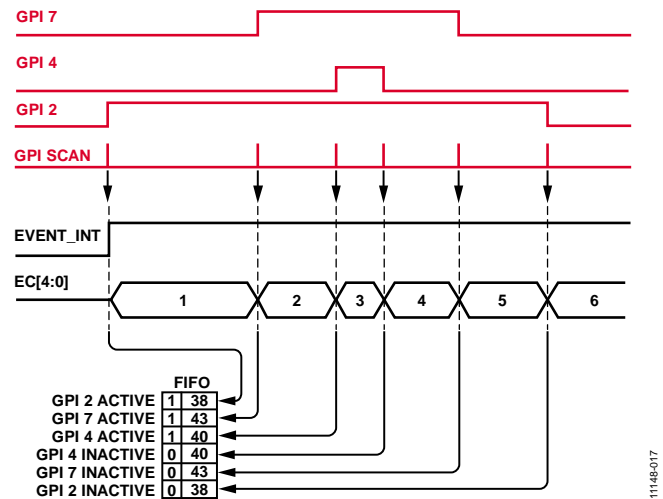 GPI 7
GPI 4
GPI 2
GPI SCAN
EVENT_INT
EC[4:0]
1 2 3 4 5 6
FIFO
GPI 2 ACTIVE 1 38
GPI 7 ACTIVE 1 43
GPI 4 ACTIVE 1 40
GPI 4 INACTIVE 0 40
GPI 7 INACTIVE 0 43
GPI 2 INACTIVE 0 38
11148-017